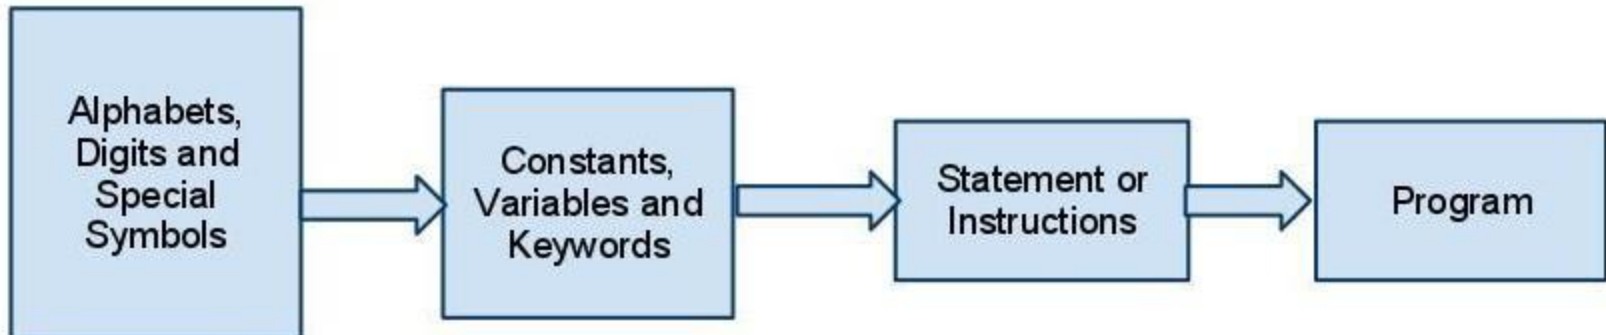 Alphabets,
Digits and
Special
Symbols
Constants,
Variables and
Keywords
Statement or
Instructions
Program